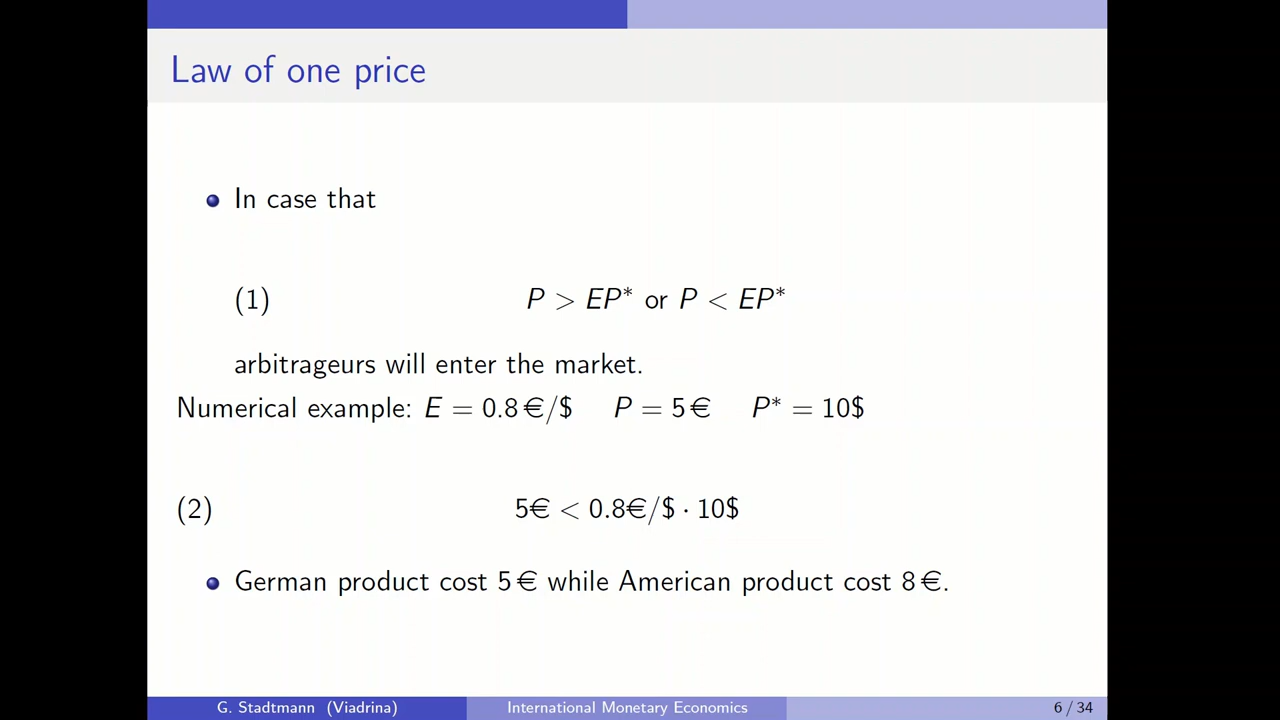 Law of one price
In case that
(1) P > EP* or P < EP*
arbitrageurs will enter the market.
Numerical example: E = 0.8 €/$ P = 5 € P* = 10$
(2) 5€ < 0.8€/$ · 10$
German product cost 5 € while American product cost 8 €.
G. Stadtmann (Viadrina) International Monetary Economics 6 / 34